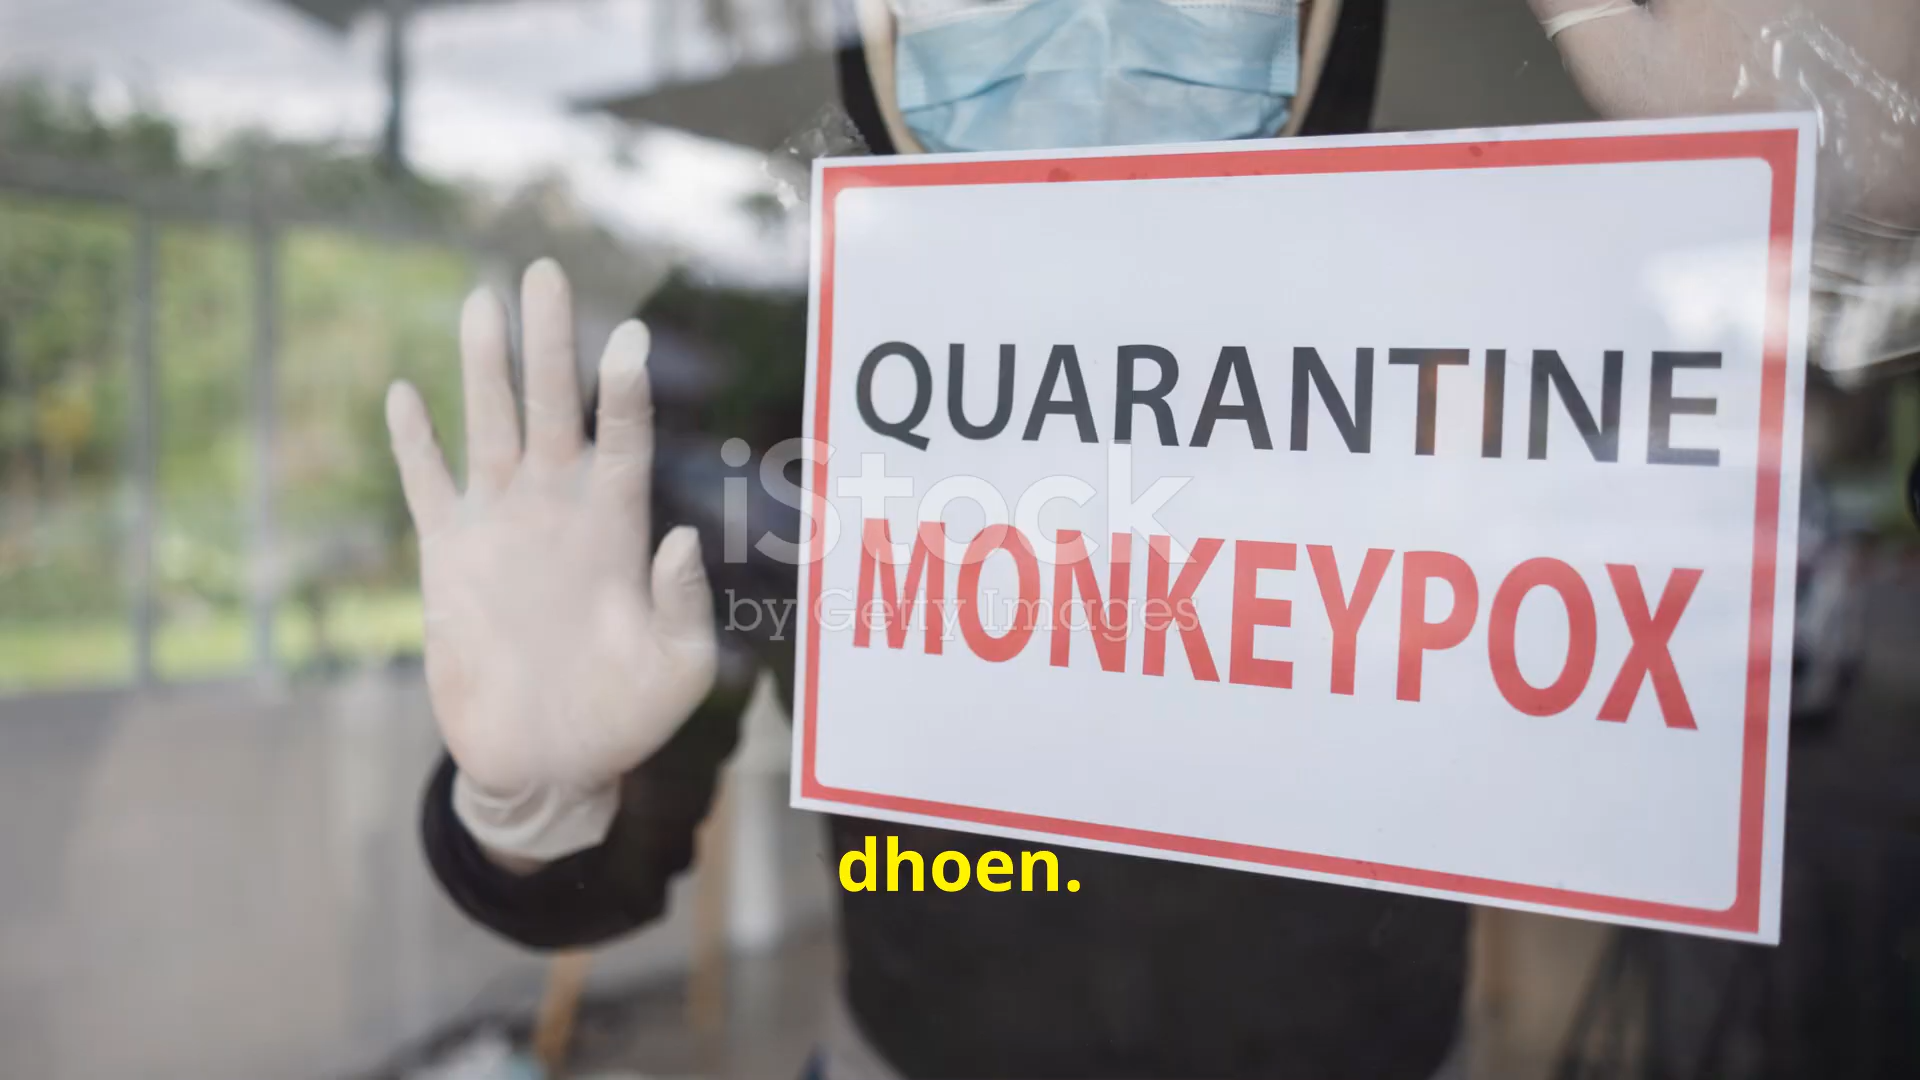 QUARANTINE
iStock
MONKEYPOX
by Getty Images
dhoen.